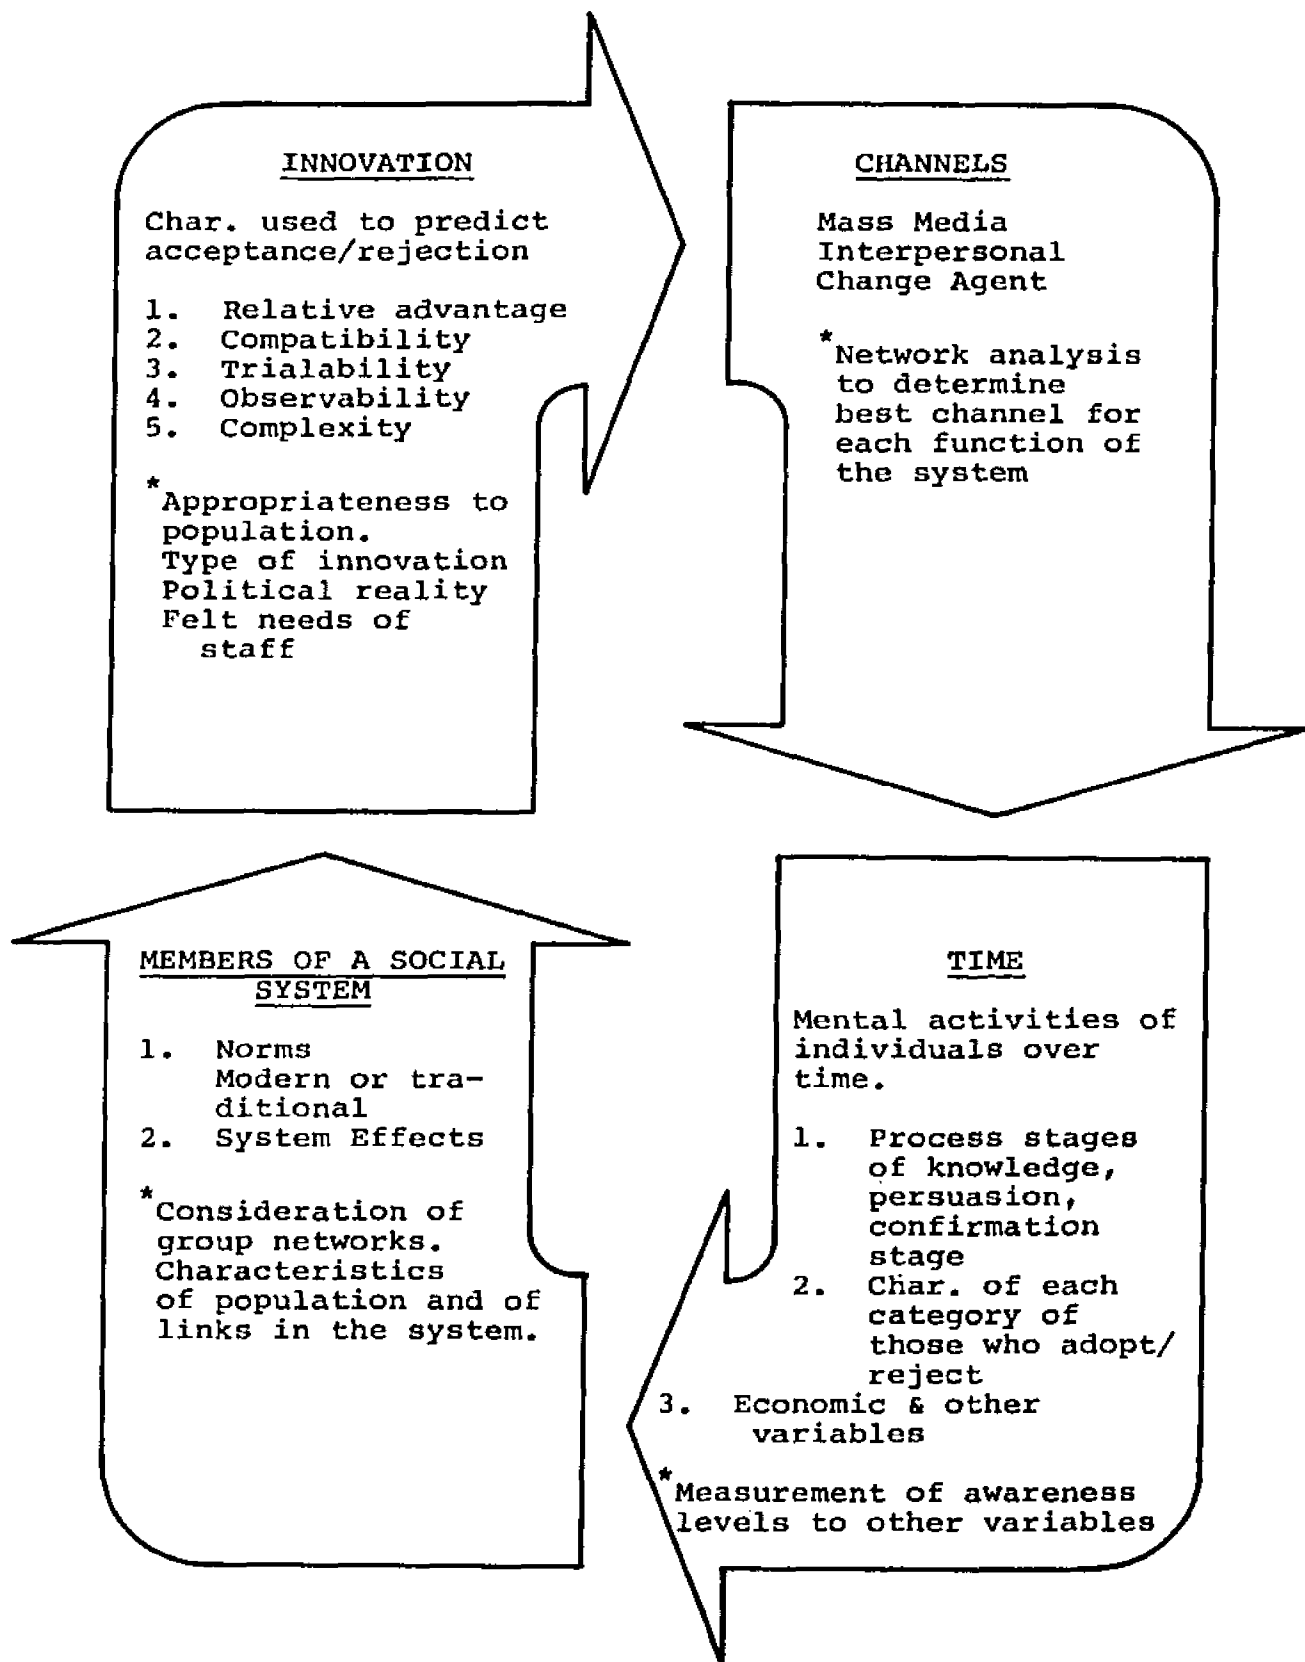 INNOVATION
Char. used to predict
acceptance/rejection
1. Relative advantage
2. Compatibility
3. Trialability
4. Observability
5. Complexity
*Appropriateness to
population.
Type of innovation
Political reality
Felt needs of
staff
CHANNELS
Mass Media
Interpersonal
Change Agent
*Network analysis
to determine
best channel for
each function of
the system
MEMBERS OF A SOCIAL
SYSTEM
1. Norms
Modern or tra-
ditional
2. System Effects
*Consideration of
group networks.
Characteristics
of population and of
links in the system.
TIME
Mental activities of
individuals over
time.
1. Process stages
of knowledge,
persuasion,
confirmation
stage
2. Char. of each
category of
those who adopt/
reject
3. Economic & other
variables
*Measurement of awareness
levels to other variables